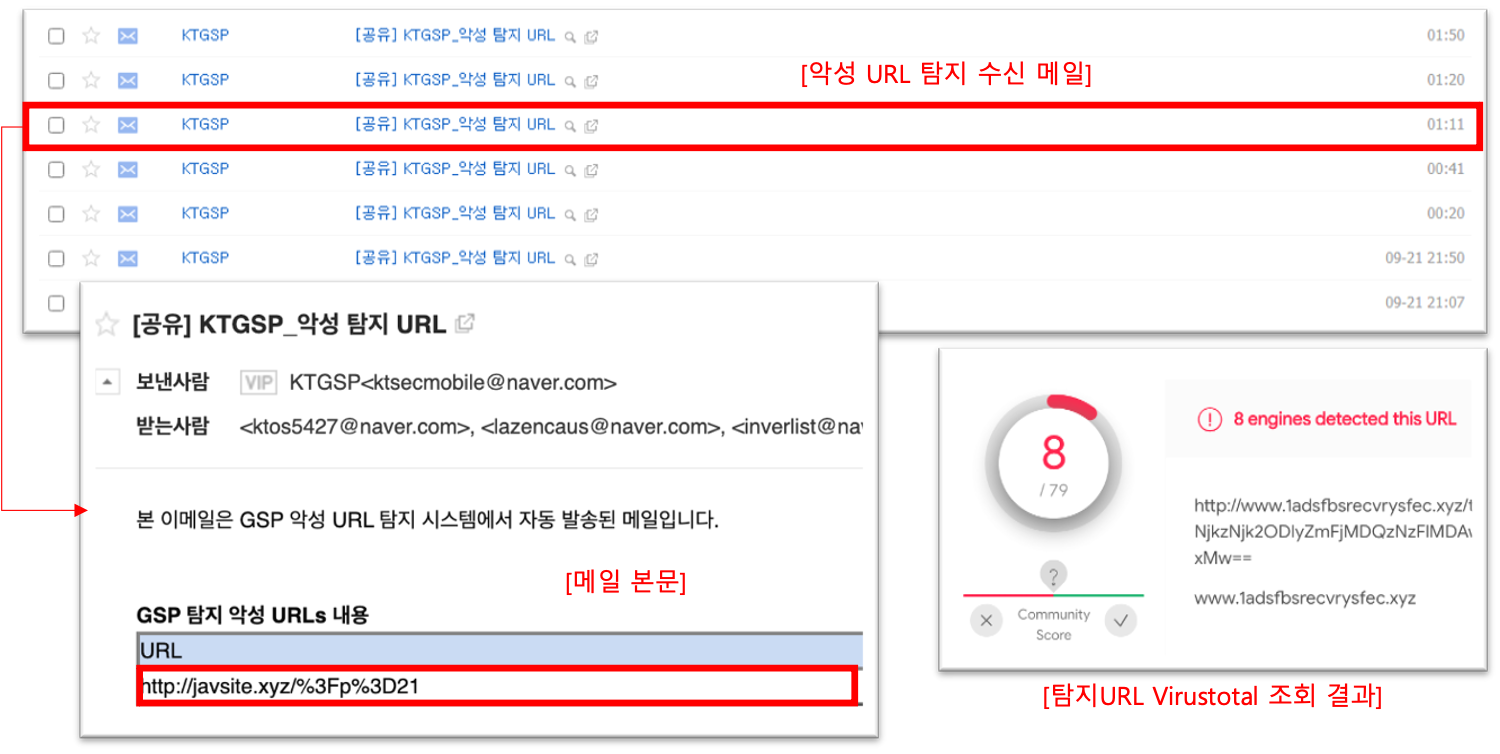 KTGSP [공유] KTGSP_악성 탐지 URL 01:50
KTGSP [공유] KTGSP_악성 탐지 URL 01:20
[악성 URL 탐지 수신 메일]
KTGSP [공유] KTGSP_악성 탐지 URL 01:11
KTGSP [공유] KTGSP_악성 탐지 URL 00:41
KTGSP [공유] KTGSP_악성 탐지 URL 00:20
KTGSP [공유] KTGSP_악성 탐지 URL 09-21 21:50
09-21 21:07
[공유] KTGSP_악성 탐지 URL
보낸사람 VIP KTGSP<ktsecmobile@naver.com>
받는사람 <ktos5427@naver.com>, <lazencaus@naver.com>, <inverlist@na
본 이메일은 GSP 악성 URL 탐지 시스템에서 자동 발송된 메일입니다.
[메일 본문]
GSP 탐지 악성 URLs 내용
URL
http://javsite.xyz/%3Fp%3D21
8
/ 79
?
Community
Score
8 engines detected this URL
http://www.1adsfbsrecvrysfec.xyz/t
NjkzNjk2ODlyZmFjMDQzNzFlMDA
xMw==
www.1adsfbsrecvrysfec.xyz
[탐지URL Virustotal 조회 결과]